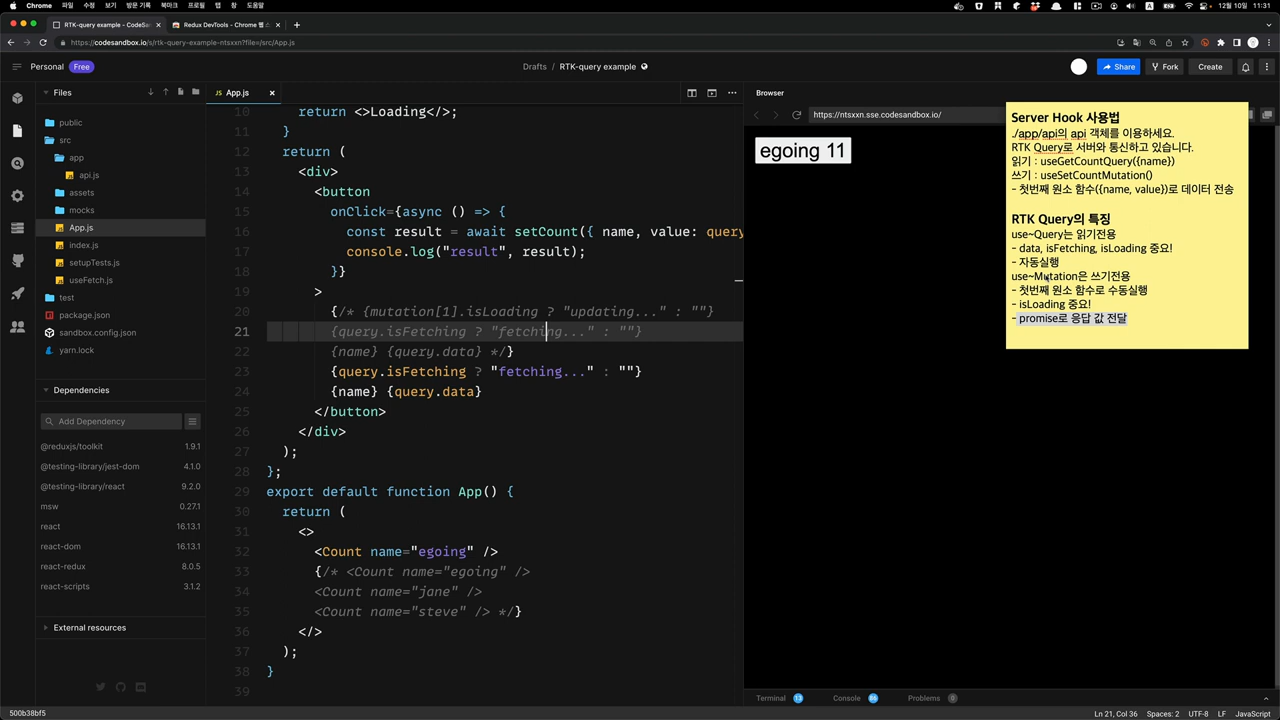 Chrome 파일 수정 보기 방문 기록 북마크 프로필 탭 창 도움말
12월 10일 11:31
RTK-query example - CodeSan
Redux DevTools - Chrome 웹 스
https://codesandbox.io/s/rtk-query-example-ntsxxn?file=/src/App.js
Personal Free
Drafts / RTK-query example
Share Fork Create
Files
public
src
app
api.js
assets
mocks
App.js
index.js
setupTests.js
useFetch.js
test
package.json
sandbox.config.json
yarn.lock
Dependencies
Add Dependency
@reduxjs/toolkit 1.9.1
@testing-library/jest-dom 4.1.0
@testing-library/react 9.2.0
msw 0.27.1
react 16.13.1
react-dom 16.13.1
react-redux 8.0.5
react-scripts 3.1.2
External resources
App.js
10 return <>Loading</>;
11 }
12 return (
13 <div>
14 <button
15 onClick={async () => {
16 const result = await setCount({ name, value: query
17 console.log("result", result);
18 }}
19 >
20 {/* {mutation[1].isLoading ? "updating..." : ""}
21 {query.isFetching ? "fetching..." : ""}
22 {name} {query.data} */}
23 {query.isFetching ? "fetching..." : ""}
24 {name} {query.data}
25 </button>
26 </div>
27 );
28 };
29 export default function App() {
30 return (
31 <>
32 <Count name="egoing" />
33 {/* <Count name="egoing" />
34 <Count name="jane" />
35 <Count name="steve" /> */}
36 </>
37 );
38 }
39
Browser
https://ntsxxn.sse.codesandbox.io/
egoing 11
Server Hook 사용법
./app/api의 api 객체를 이용하세요.
RTK Query로 서버와 통신하고 있습니다.
읽기 : useGetCountQuery({name})
쓰기 : useSetCountMutation()
- 첫번째 원소 함수({name, value})로 데이터 전송
RTK Query의 특징
use~Query는 읽기전용
- data, isFetching, isLoading 중요!
- 자동실행
use~Mutation은 쓰기전용
- 첫번째 원소 함수로 수동실행
- isLoading 중요!
- promise로 응답 값 전달
Terminal 13 Console 86 Problems 0
500b38bf5
Ln 21, Col 36 Spaces: 2 UTF-8 LF JavaScript